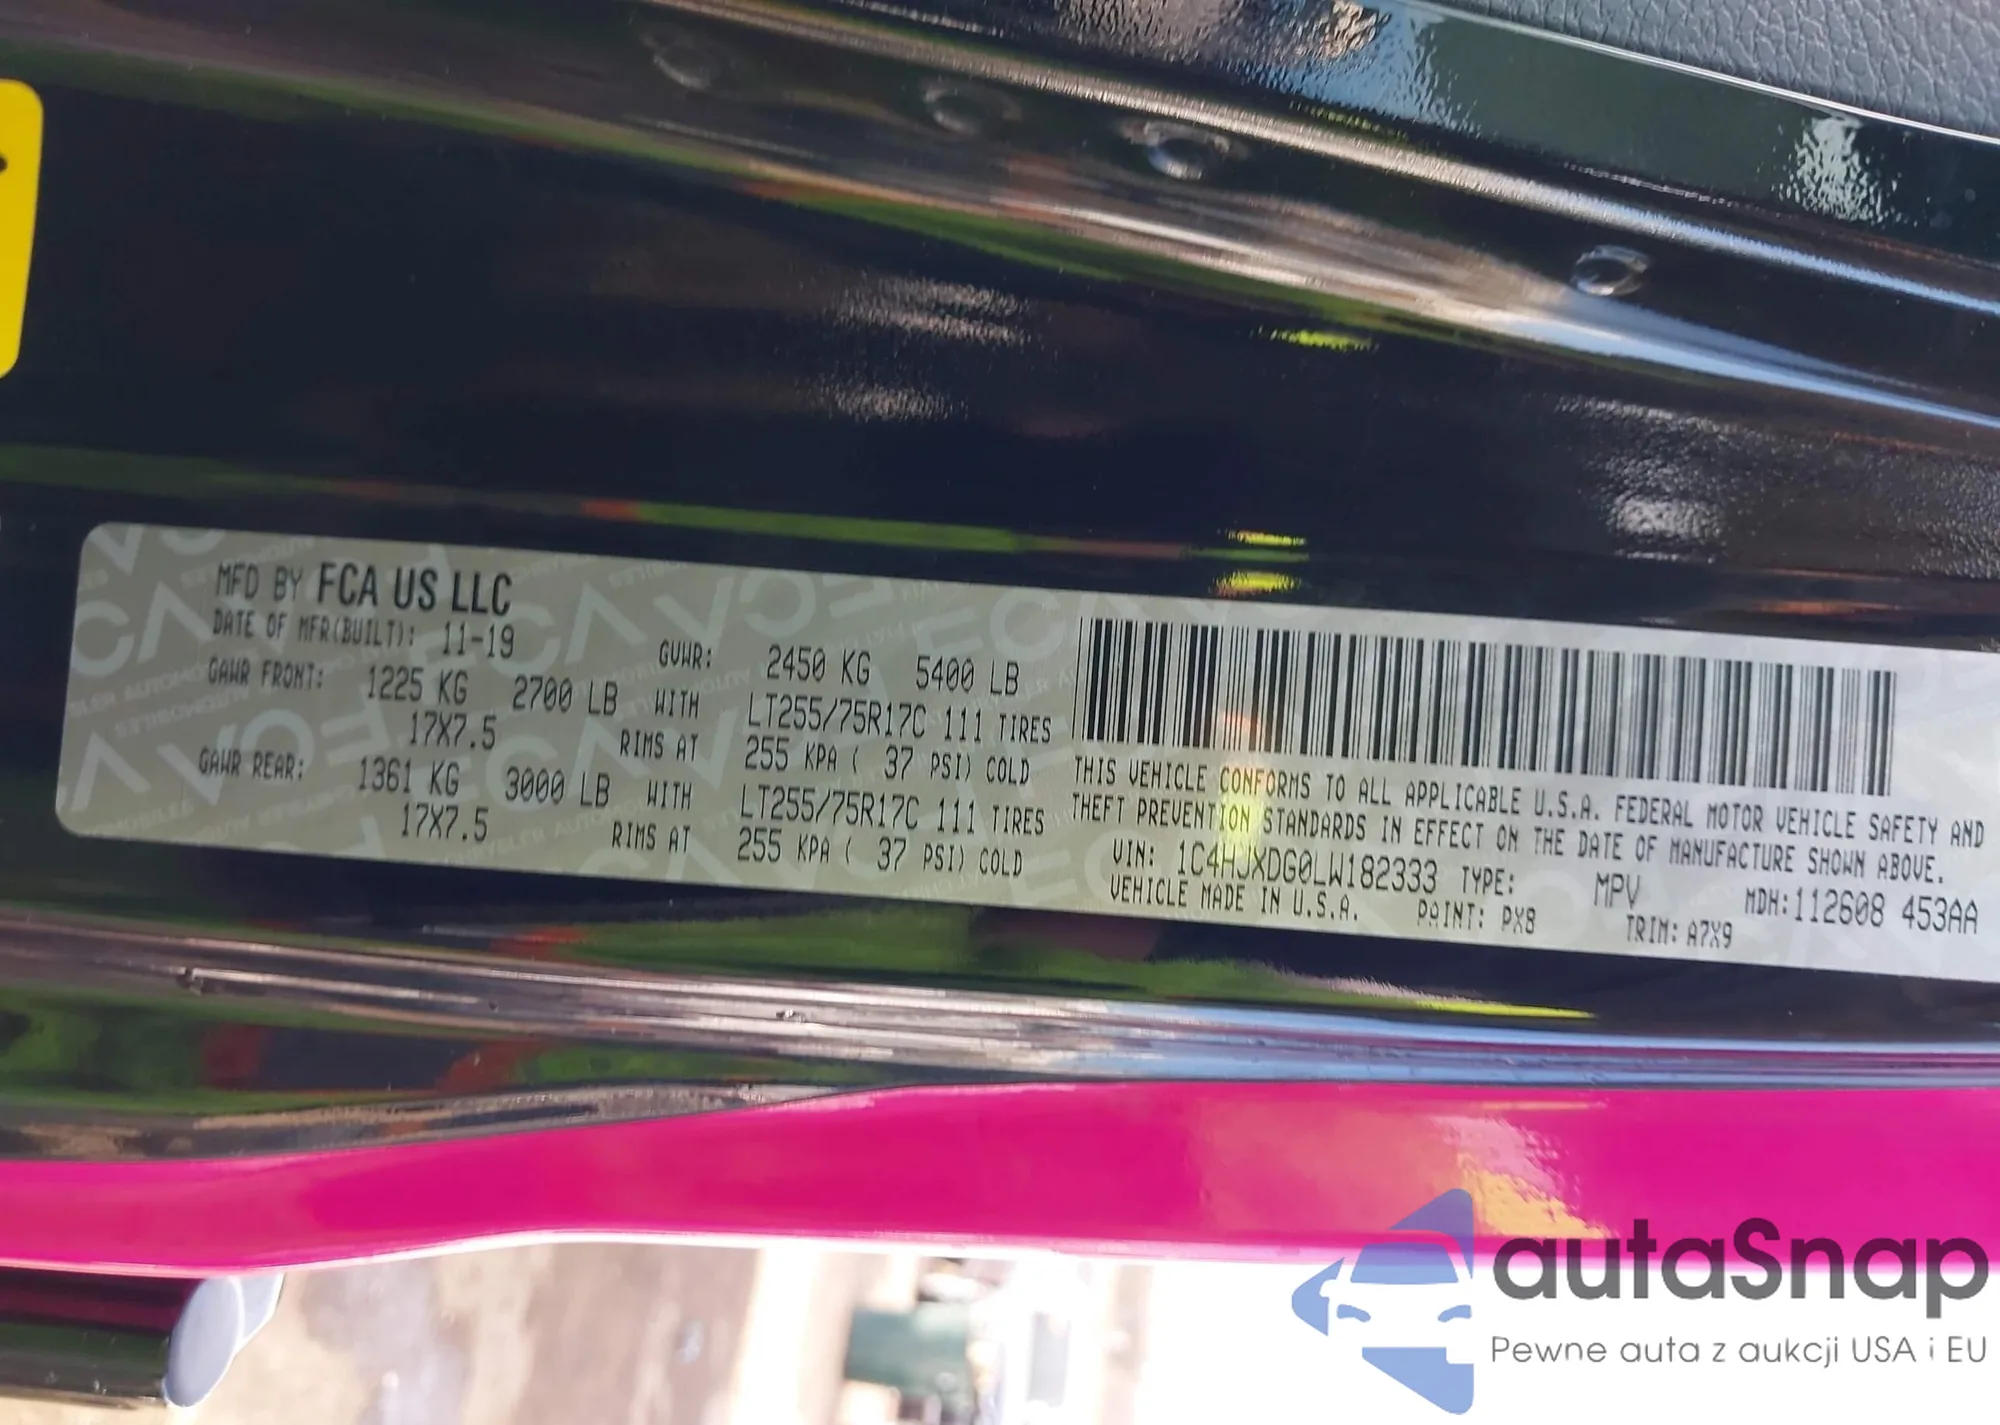 MFD BY FCA US LLC
DATE OF MFR(BUILT): 11-19 GVWR: 2450 KG 5400 LB
GAWR FRONT: 1225 KG 2700 LB WITH LT255/75R17C 111 TIRES
17X7.5 RIMS AT 255 KPA ( 37 PSI) COLD
GAWR REAR: 1361 KG 3000 LB WITH LT255/75R17C 111 TIRES
17X7.5 RIMS AT 255 KPA ( 37 PSI) COLD
THIS VEHICLE CONFORMS TO ALL APPLICABLE U.S.A. FEDERAL MOTOR VEHICLE SAFETY AND
THEFT PREVENTION STANDARDS IN EFFECT ON THE DATE OF MANUFACTURE SHOWN ABOVE.
VIN: 1C4HJXDG0LW182333 TYPE: MPV MDH:112608 453AA
VEHICLE MADE IN U.S.A. PAINT: PX8 TRIM: A7X9
autaSnap
Pewne auta z aukcji USA i EU